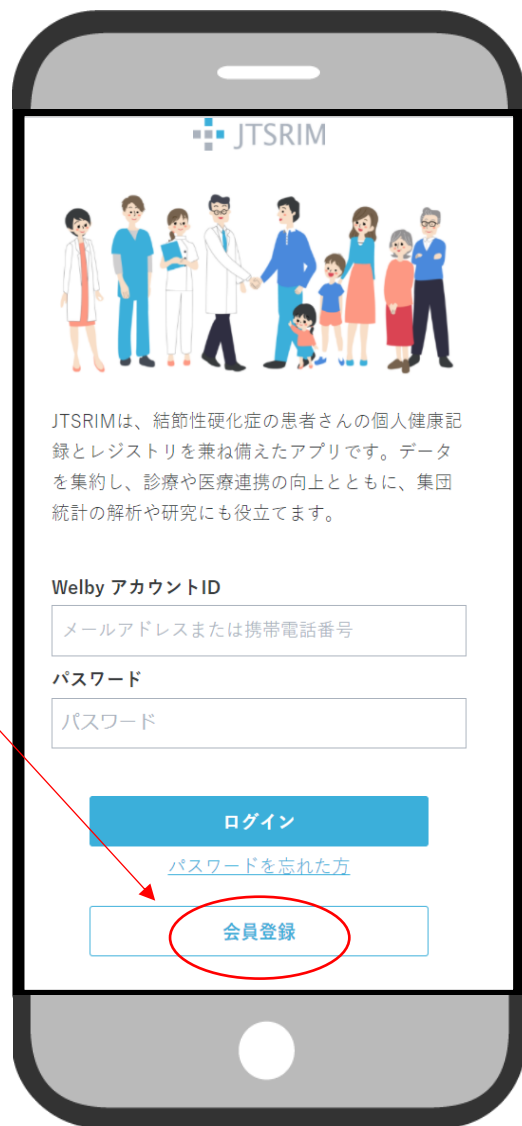 JTSRIM
JTSRIMは、結節性硬化症の患者さんの個人健康記
録とレジストリを兼ね備えたアプリです。データ
を集約し、診療や医療連携の向上とともに、集団
統計の解析や研究にも役立てます。
Welby アカウントID
メールアドレスまたは携帯電話番号
パスワード
パスワード
ログイン
パスワードを忘れた方
会員登録